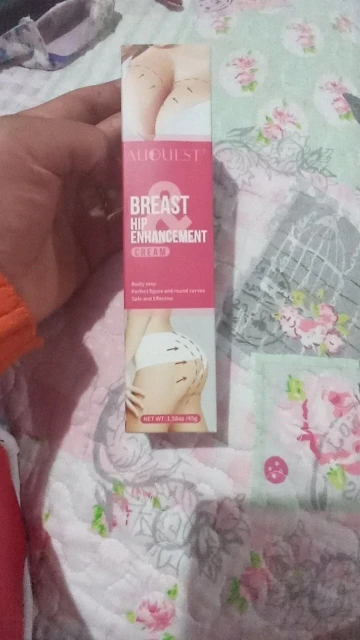 AUQUEST
&
BREAST
HIP
ENHANCEMENT
CREAM
Body sexy
Perfect figure and round curves
Safe and Effective
NET WT: 1.58oz /45g